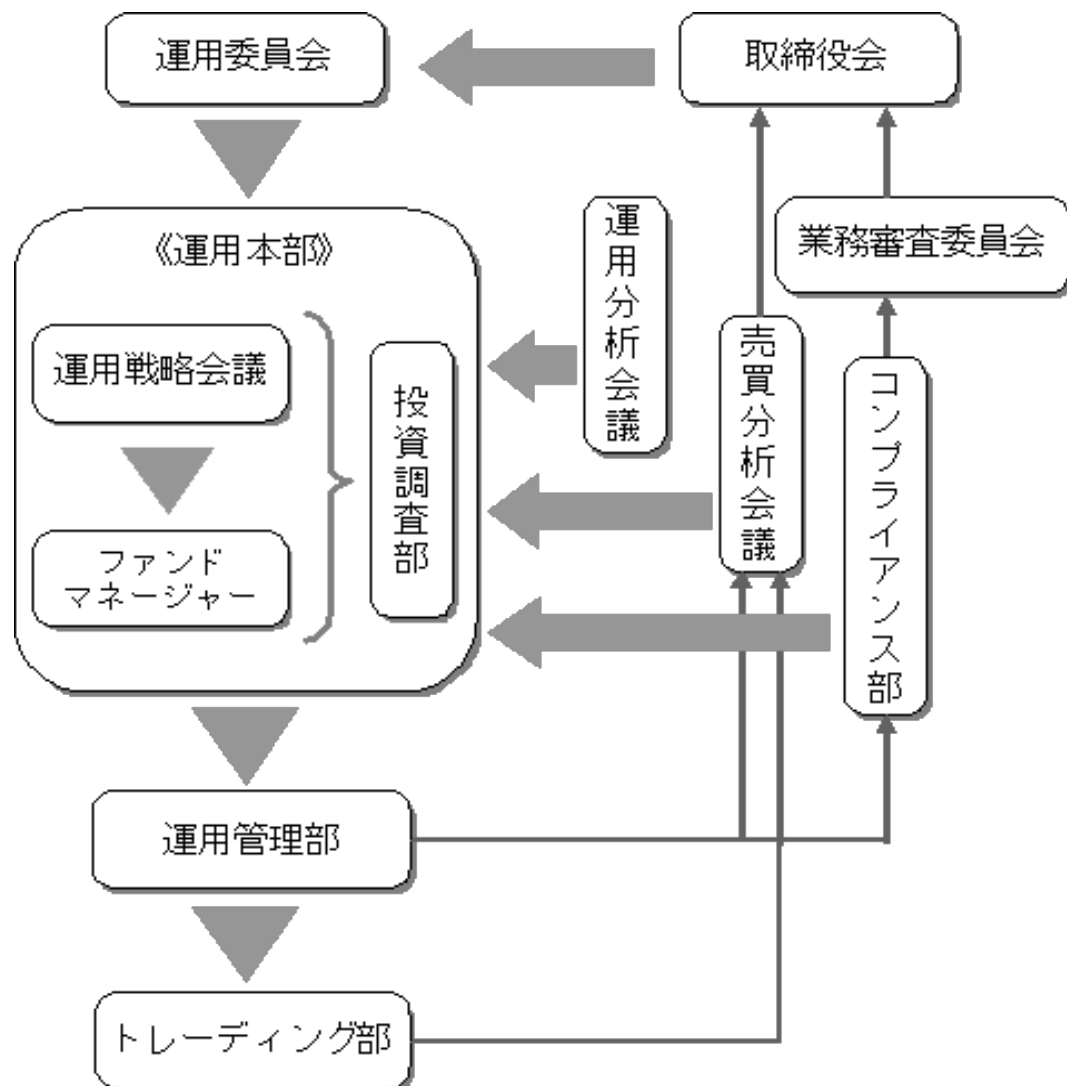 運用委員会
取締役会
運用分析会議
業務審査委員会
《運用本部》
運用戦略会議
投資調査部
売買分析会議
コンプライアンス部
ファンド
マネージャー
運用管理部
トレーディング部